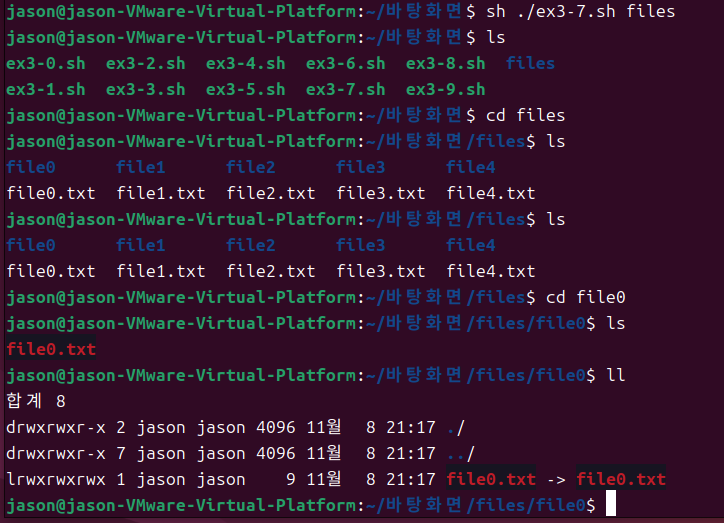 jason@jason-VMware-Virtual-Platform:~/바탕화면$ sh ./ex3-7.sh files
jason@jason-VMware-Virtual-Platform:~/바탕화면$ ls
ex3-0.sh  ex3-2.sh  ex3-4.sh  ex3-6.sh  ex3-8.sh  files
ex3-1.sh  ex3-3.sh  ex3-5.sh  ex3-7.sh  ex3-9.sh
jason@jason-VMware-Virtual-Platform:~/바탕화면$ cd files
jason@jason-VMware-Virtual-Platform:~/바탕화면/files$ ls
file0      file1      file2      file3      file4
file0.txt  file1.txt  file2.txt  file3.txt  file4.txt
jason@jason-VMware-Virtual-Platform:~/바탕화면/files$ ls
file0      file1      file2      file3      file4
file0.txt  file1.txt  file2.txt  file3.txt  file4.txt
jason@jason-VMware-Virtual-Platform:~/바탕화면/files$ cd file0
jason@jason-VMware-Virtual-Platform:~/바탕화면/files/file0$ ls
file0.txt
jason@jason-VMware-Virtual-Platform:~/바탕화면/files/file0$ ll
합계 8
drwxrwxr-x 2 jason jason 4096 11월  8 21:17 ./
drwxrwxr-x 7 jason jason 4096 11월  8 21:17 ../
lrwxrwxrwx 1 jason jason    9 11월  8 21:17 file0.txt -> file0.txt
jason@jason-VMware-Virtual-Platform:~/바탕화면/files/file0$